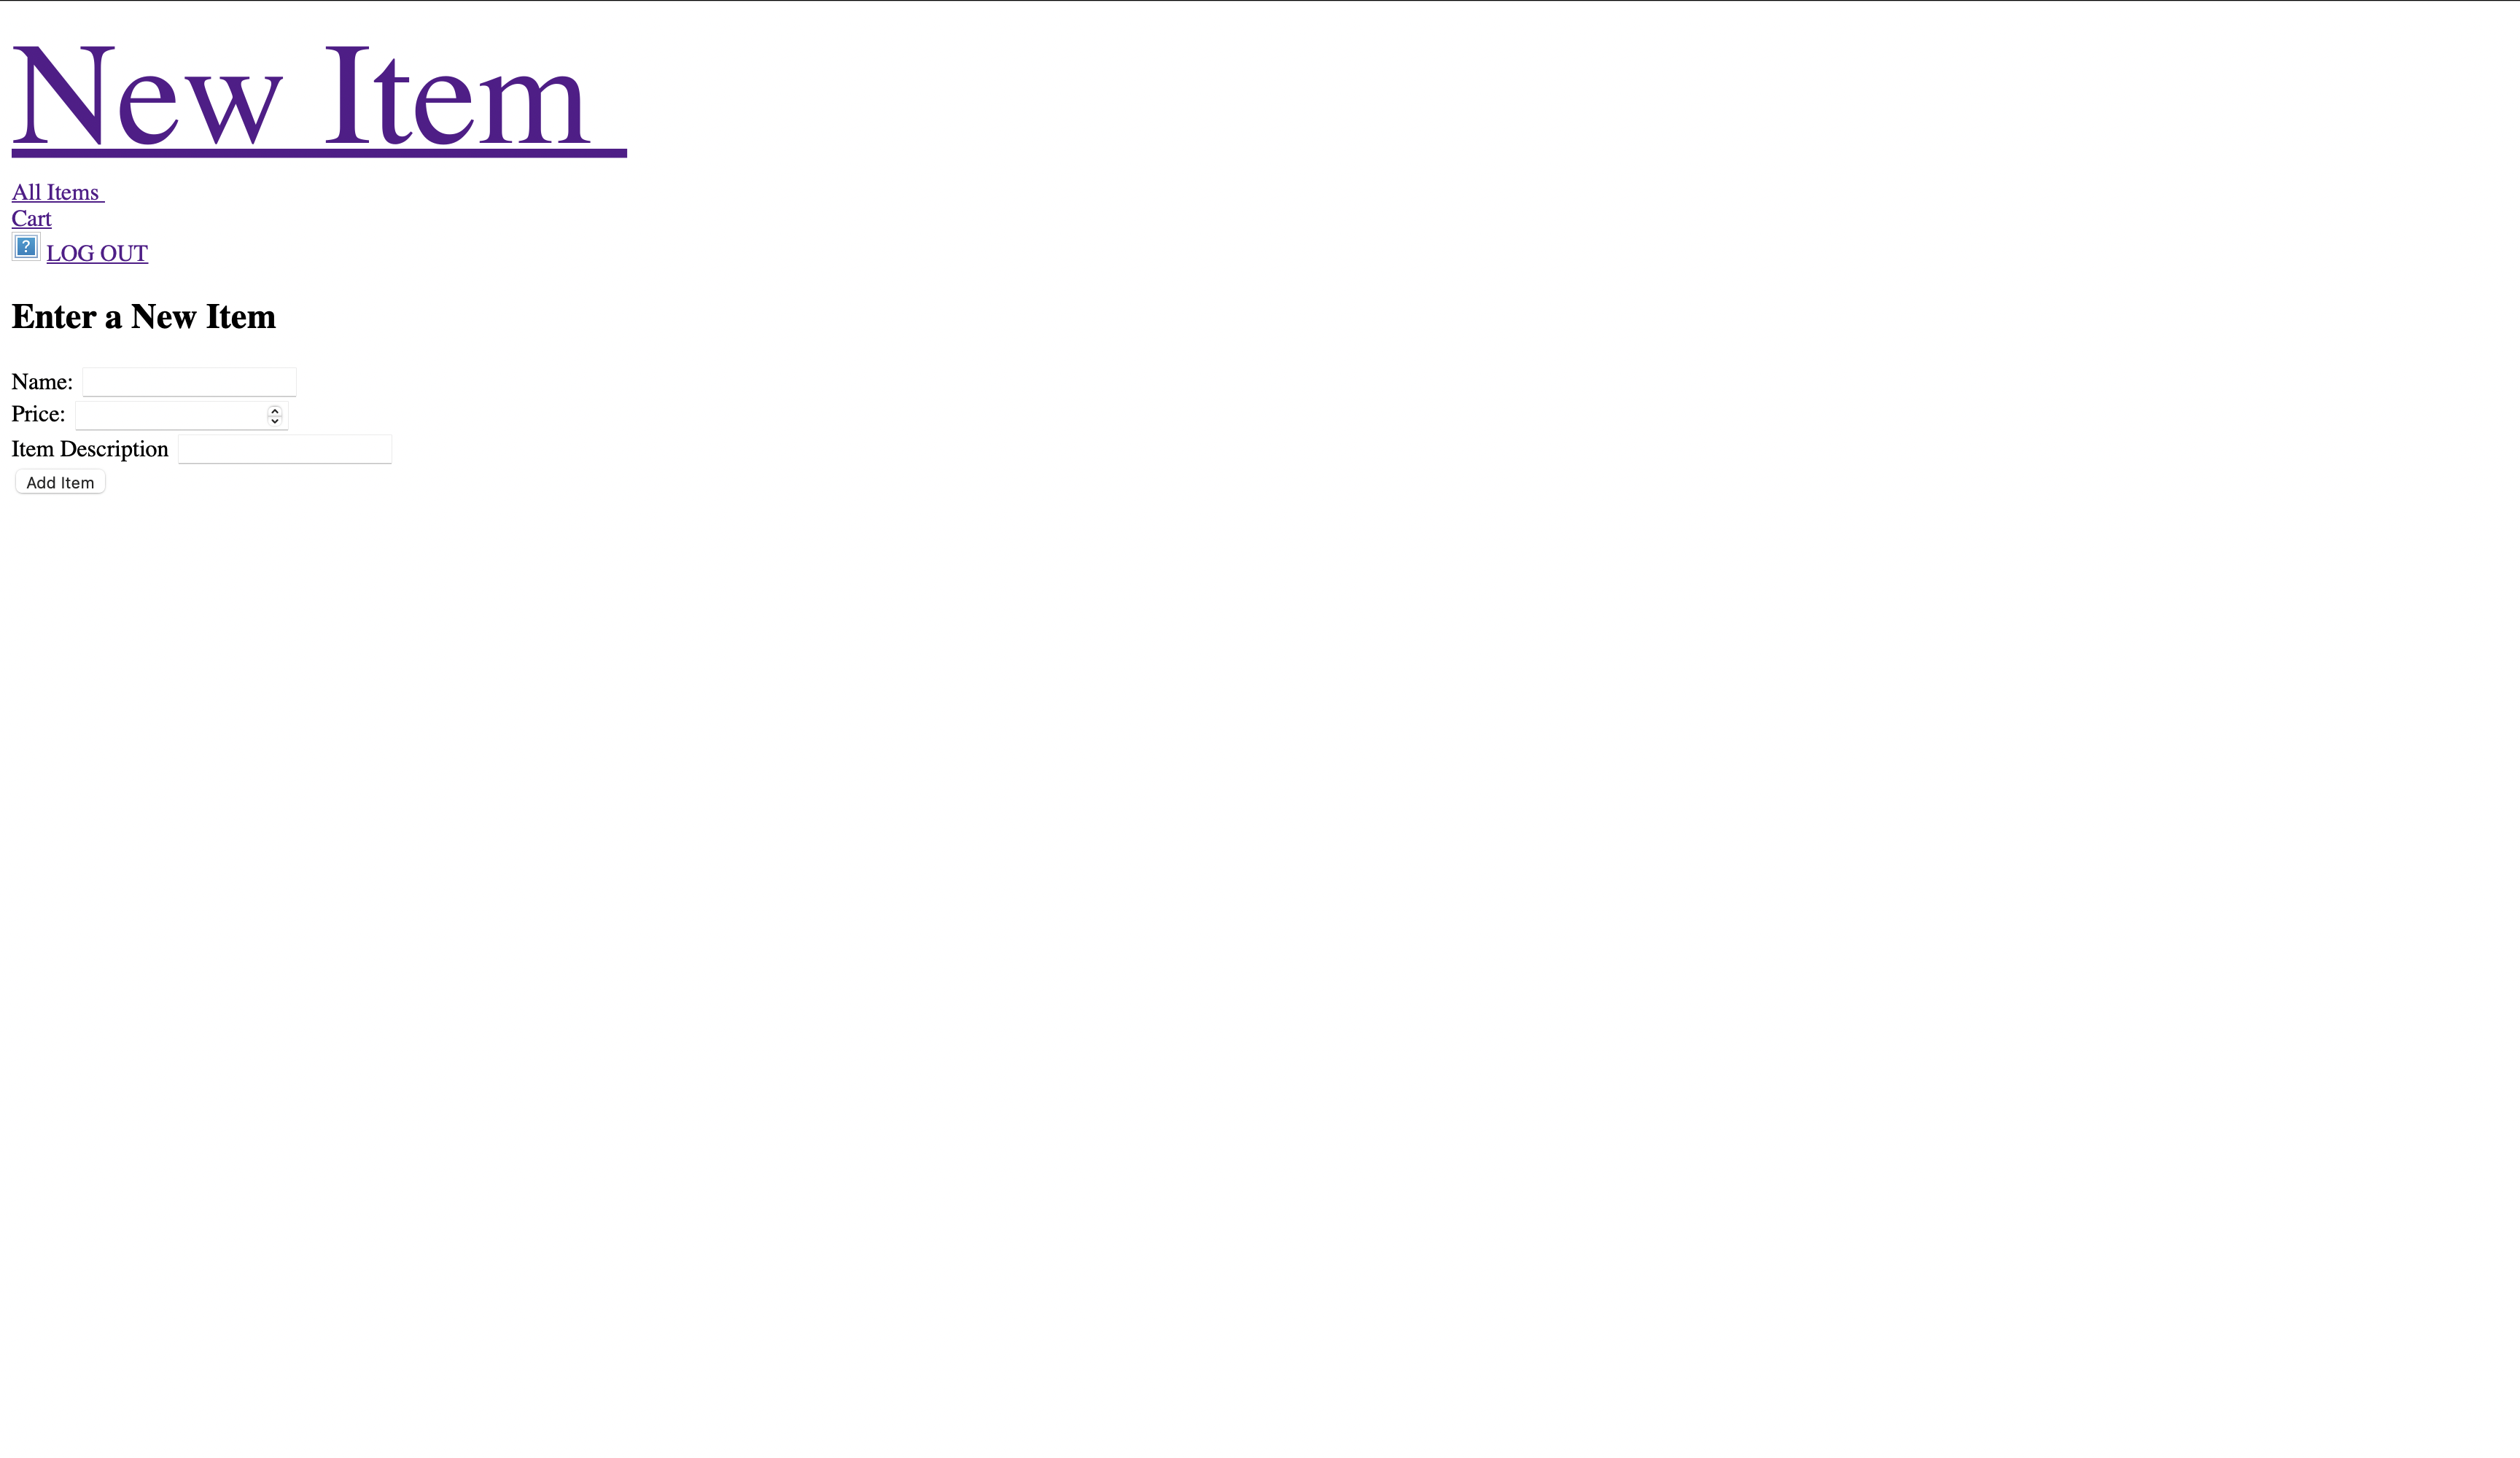 New Item
All Items
Cart
? LOG OUT
Enter a New Item
Name:
Price:
Item Description
Add Item